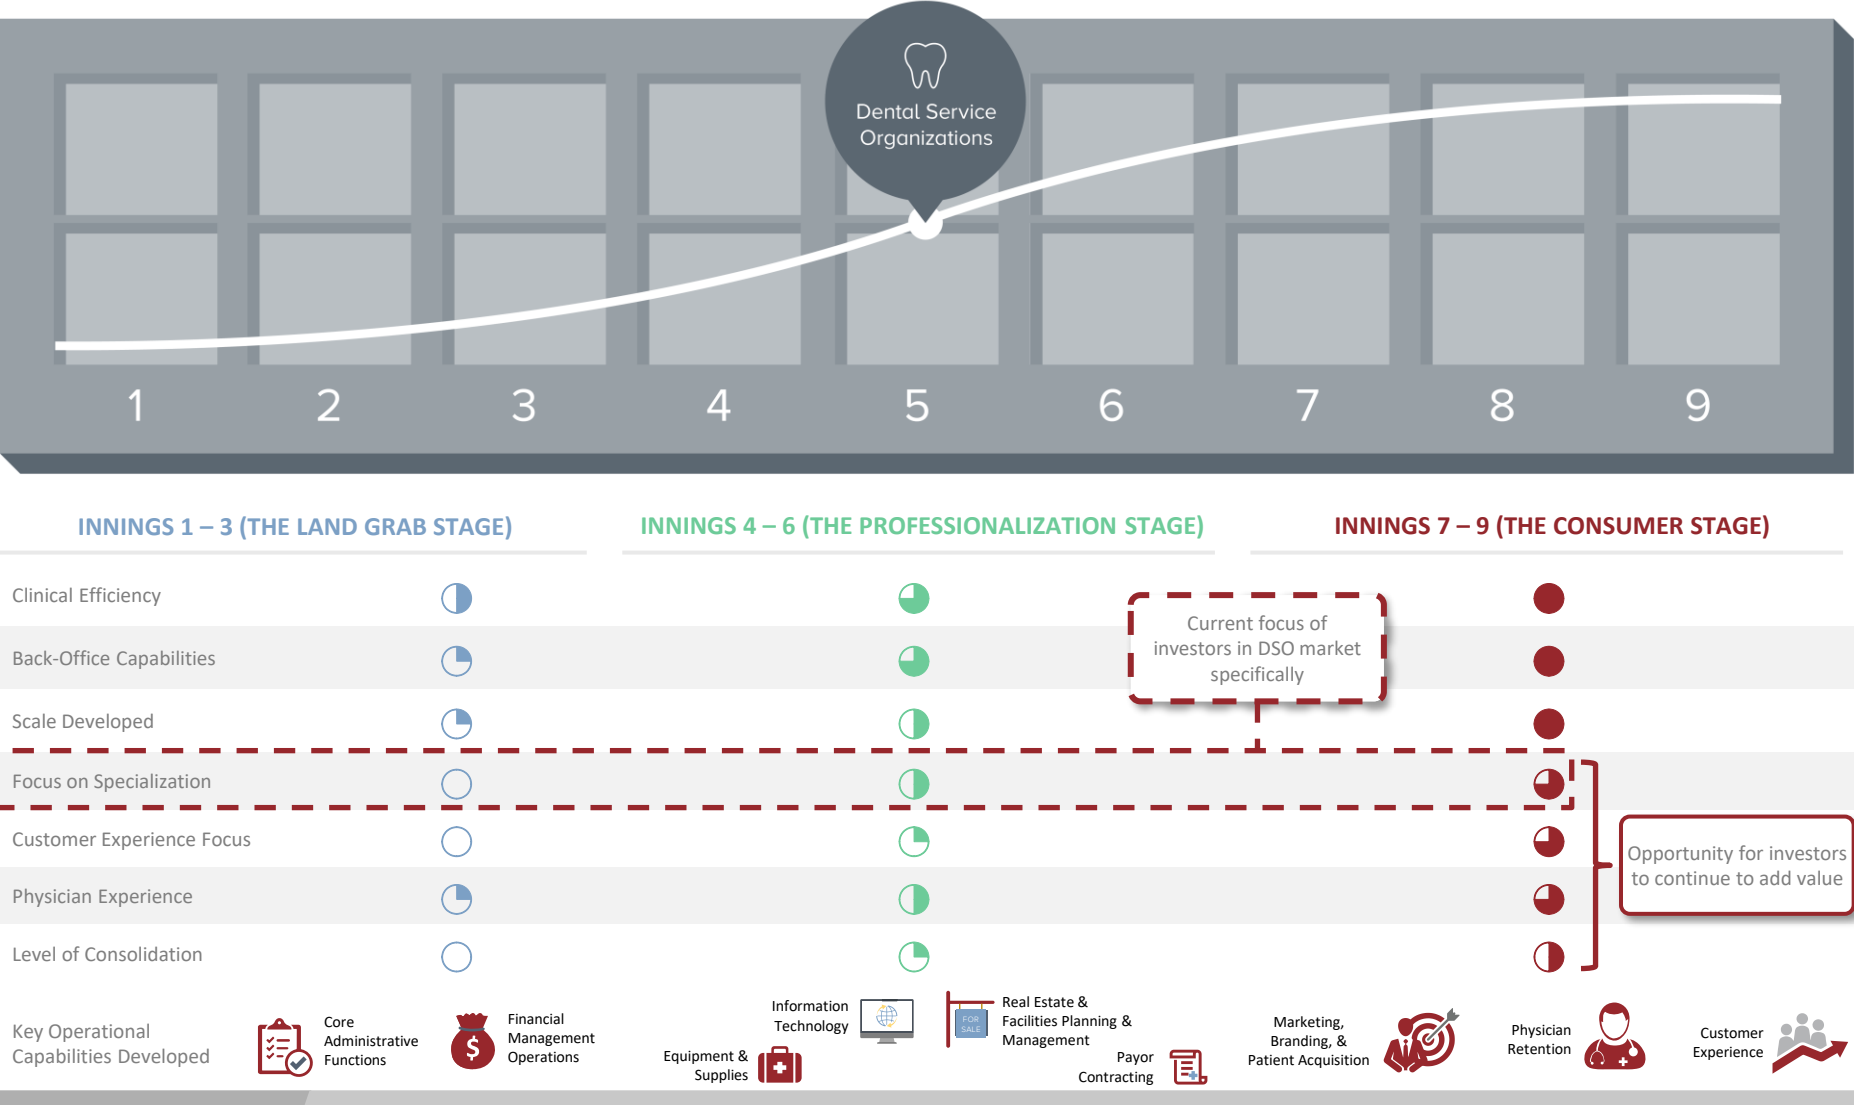 Dental Service
Organizations
1
2
3
4
5
6
7
8
9
INNINGS 1 – 3 (THE LAND GRAB STAGE)
INNINGS 4 – 6 (THE PROFESSIONALIZATION STAGE)
INNINGS 7 – 9 (THE CONSUMER STAGE)
Clinical Efficiency
Current focus of
investors in DSO market
specifically
Back-Office Capabilities
Scale Developed
Focus on Specialization
Customer Experience Focus
Opportunity for investors
to continue to add value
Physician Experience
Level of Consolidation
Key Operational
Capabilities Developed
Core
Administrative
Functions
$
Financial
Management
Operations
Equipment &
Supplies
Information
Technology
FOR
SALE
Real Estate &
Facilities Planning &
Management
Payor
Contracting
Marketing,
Branding, &
Patient Acquisition
Physician
Retention
Customer
Experience